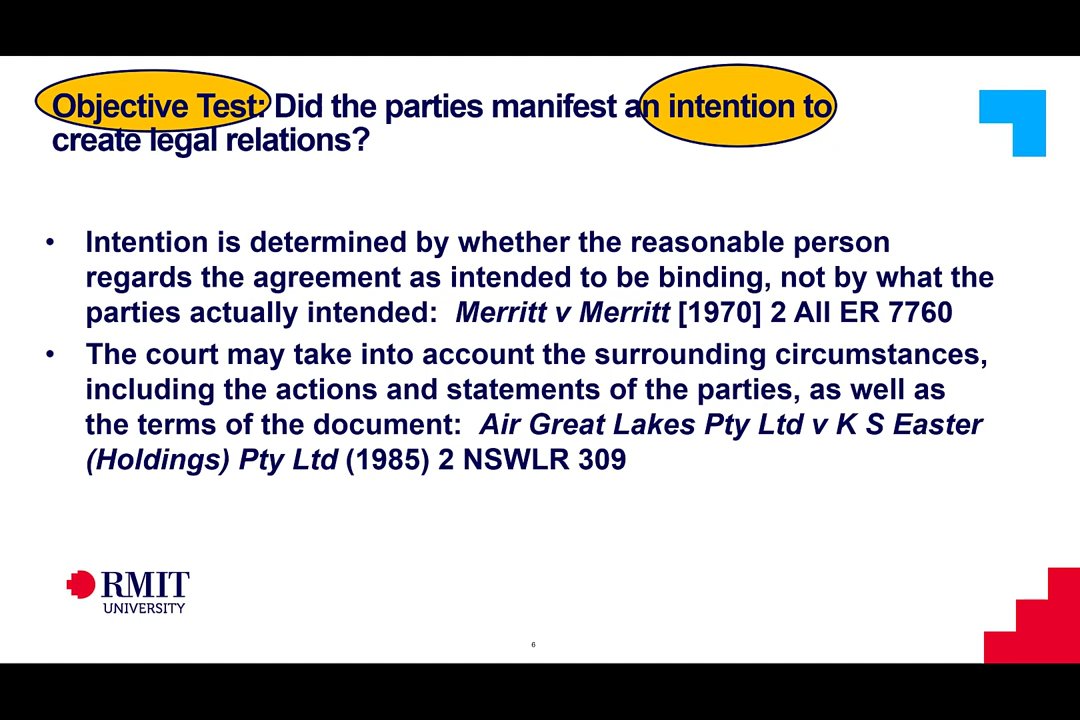 Objective Test: Did the parties manifest an intention to
create legal relations?
• Intention is determined by whether the reasonable person
regards the agreement as intended to be binding, not by what the
parties actually intended: Merritt v Merritt [1970] 2 All ER 7760
• The court may take into account the surrounding circumstances,
including the actions and statements of the parties, as well as
the terms of the document: Air Great Lakes Pty Ltd v K S Easter
(Holdings) Pty Ltd (1985) 2 NSWLR 309
RMIT
UNIVERSITY
6